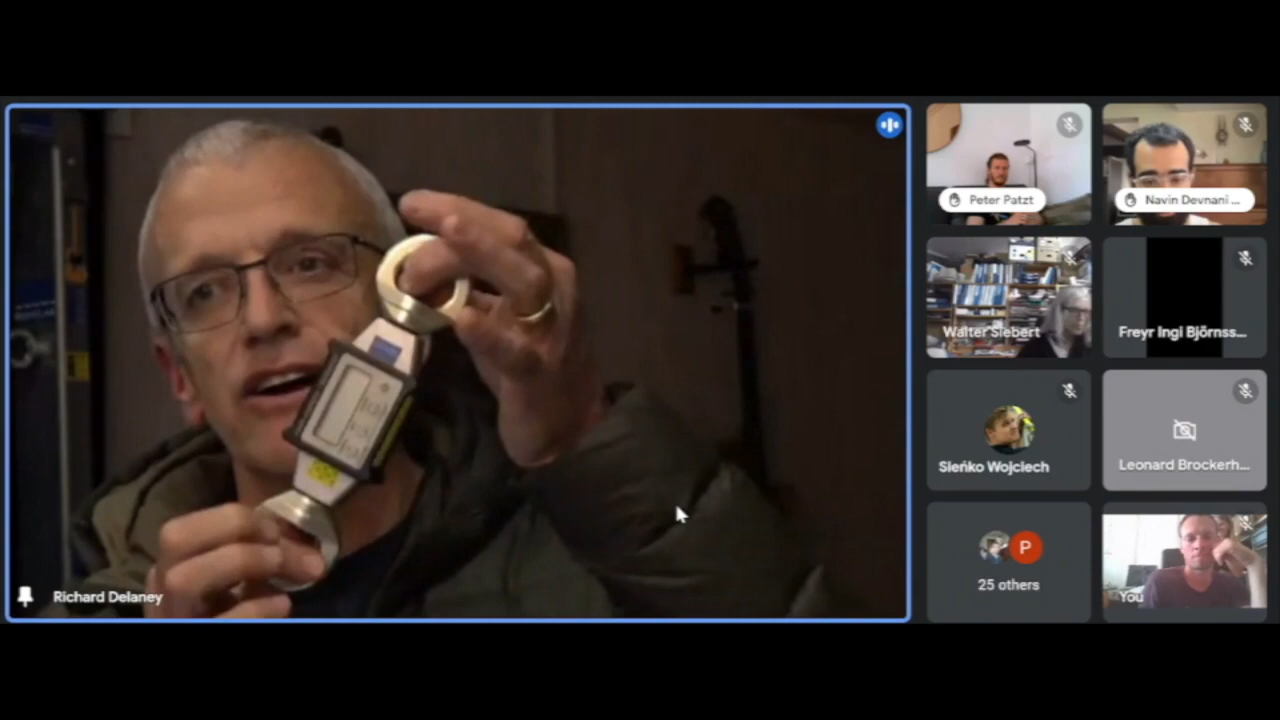 Richard Delaney
Peter Patzt
Navin Devnani ...
Walter Siebert
Freyr Ingi Björnss...
Sieńko Wojciech
Leonard Brockerh...
P
25 others
You